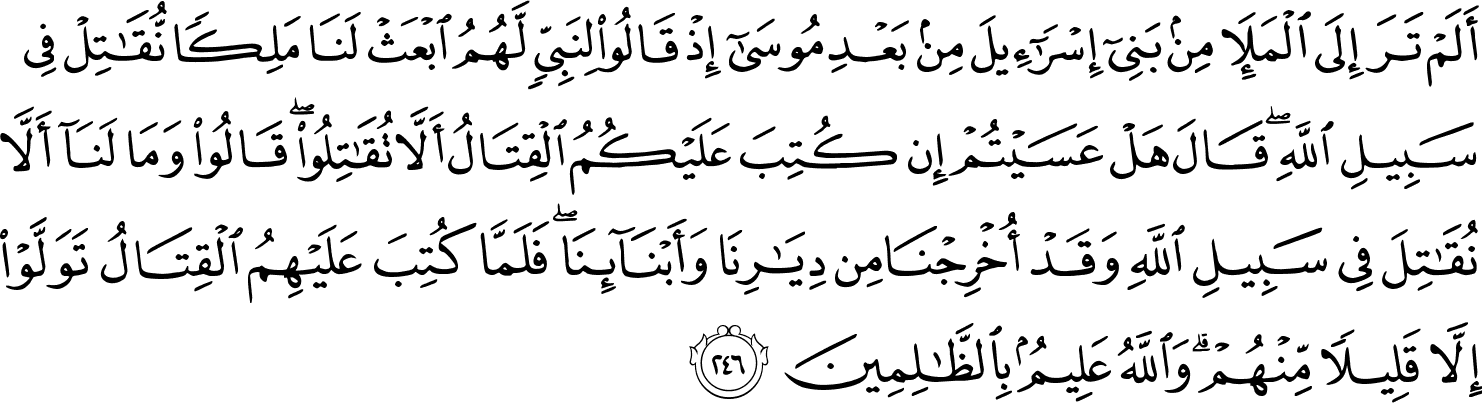 أَلَمْ تَرَ إِلَى ٱلْمَلَإِ مِنۢ بَنِىٓ إِسْرَٰٓءِيلَ مِنۢ بَعْدِ مُوسَىٰٓ إِذْ قَالُوا۟ لِنَبِىٍّ لَّهُمُ ٱبْعَثْ لَنَا مَلِكًا نُّقَٰتِلْ فِى
سَبِيلِ ٱللَّهِ ۖ قَالَ هَلْ عَسَيْتُمْ إِن كُتِبَ عَلَيْكُمُ ٱلْقِتَالُ أَلَّا تُقَٰتِلُوا۟ ۖ قَالُوا۟ وَمَا لَنَآ أَلَّا
نُقَٰتِلَ فِى سَبِيلِ ٱللَّهِ وَقَدْ أُخْرِجْنَا مِن دِيَٰرِنَا وَأَبْنَآئِنَا ۖ فَلَمَّا كُتِبَ عَلَيْهِمُ ٱلْقِتَالُ تَوَلَّوْا۟
إِلَّا قَلِيلًا مِّنْهُمْ ۗ وَٱللَّهُ عَلِيمٌۢ بِٱلظَّٰلِمِينَ ٢٤٦